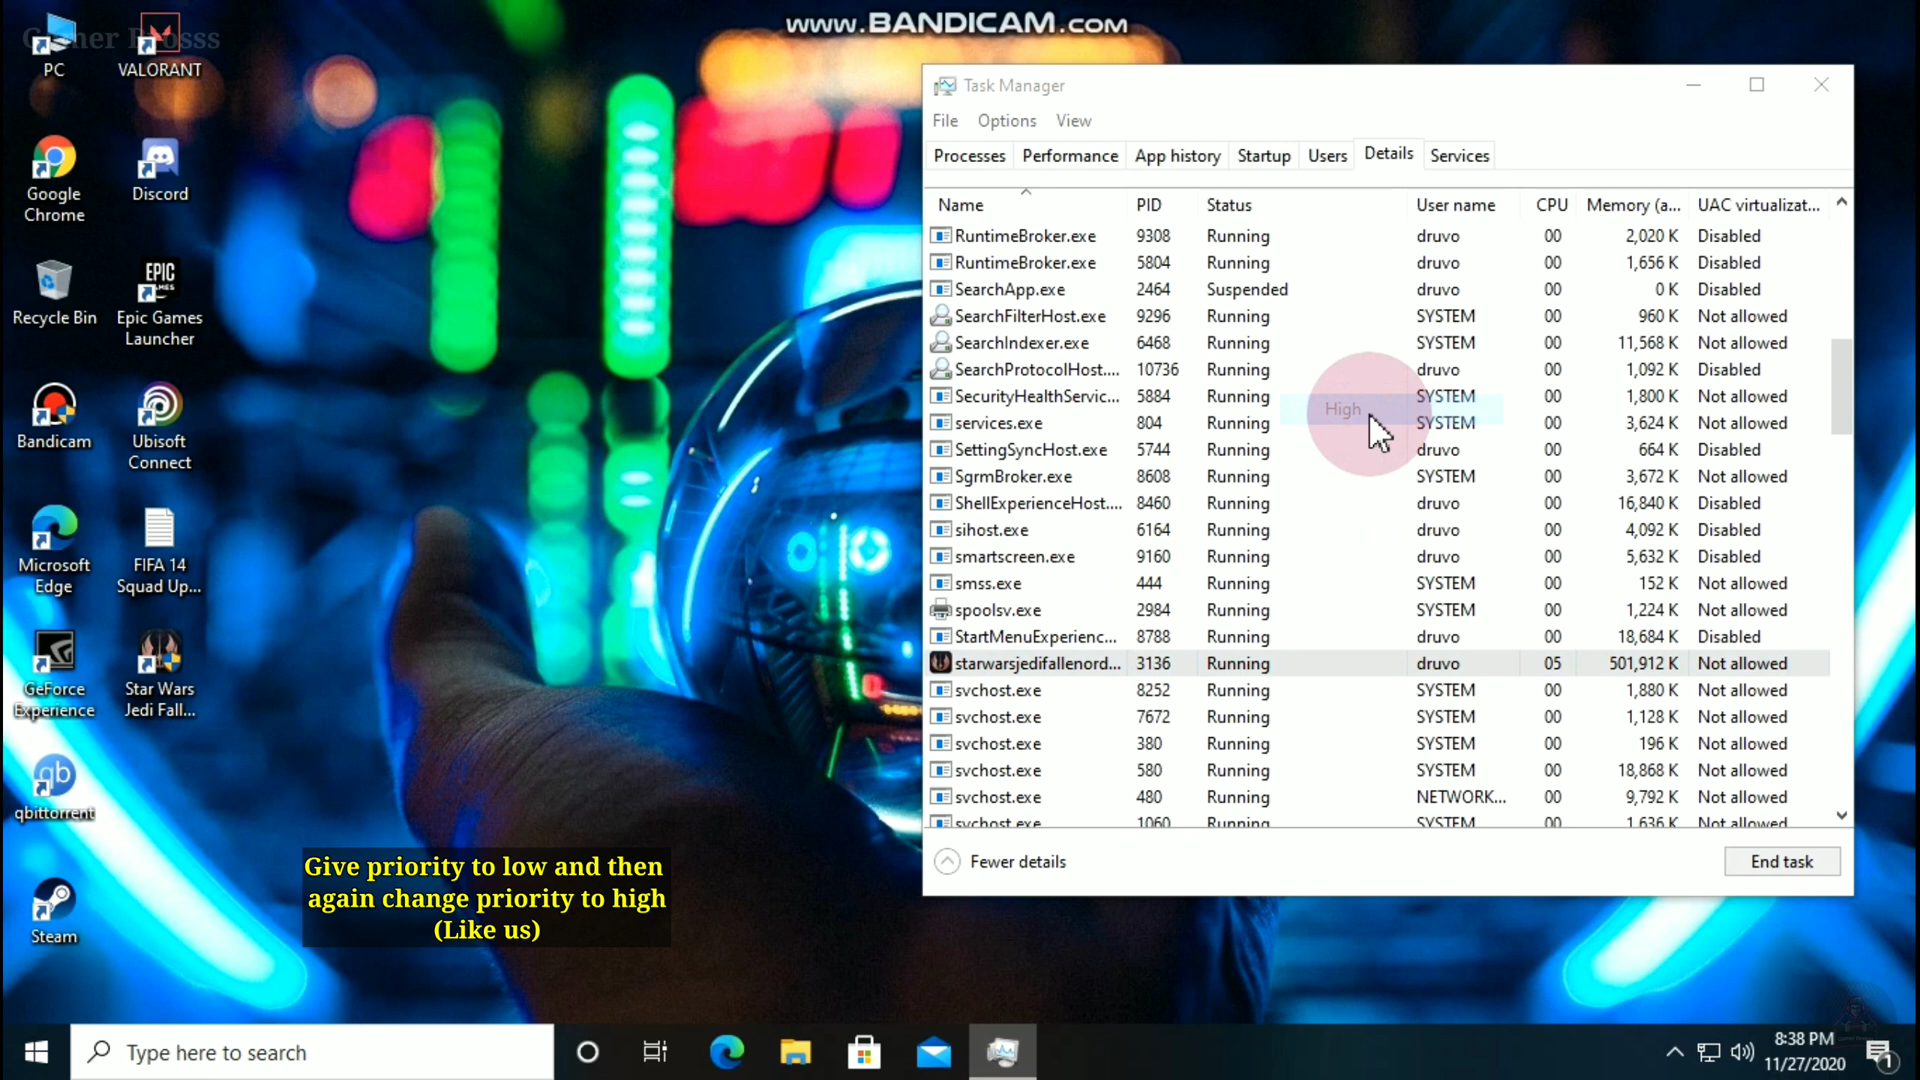 www.BANDICAM.com
PC
VALORANT
Google
Chrome
Discord
Recycle Bin
EPIC
GAMES
Epic Games
Launcher
Bandicam
Ubisoft
Connect
Microsoft
Edge
FIFA 14
Squad Up...
GeForce
Experience
Star Wars
Jedi Fall...
qb
qbittorrent
Steam
Task Manager
File Options View
Processes Performance App history Startup Users Details Services
Name PID Status User name CPU Memory (a... UAC virtualizat...
RuntimeBroker.exe 9308 Running druvo 00 2,020 K Disabled
RuntimeBroker.exe 5804 Running druvo 00 1,656 K Disabled
SearchApp.exe 2464 Suspended druvo 00 0 K Disabled
SearchFilterHost.exe 9296 Running SYSTEM 00 960 K Not allowed
SearchIndexer.exe 6468 Running SYSTEM 00 11,568 K Not allowed
SearchProtocolHost.... 10736 Running druvo 00 1,092 K Disabled
SecurityHealthServic... 5884 Running SYSTEM 00 1,800 K Not allowed
High
services.exe 804 Running SYSTEM 00 3,624 K Not allowed
SettingSyncHost.exe 5744 Running druvo 00 664 K Disabled
SgrmBroker.exe 8608 Running SYSTEM 00 3,672 K Not allowed
ShellExperienceHost.... 8460 Running druvo 00 16,840 K Disabled
sihost.exe 6164 Running druvo 00 4,092 K Disabled
smartscreen.exe 9160 Running druvo 00 5,632 K Disabled
smss.exe 444 Running SYSTEM 00 152 K Not allowed
spoolsv.exe 2984 Running SYSTEM 00 1,224 K Not allowed
StartMenuExperienc... 8788 Running druvo 00 18,684 K Disabled
starwarsjedifallenord... 3136 Running druvo 05 501,912 K Not allowed
svchost.exe 8252 Running SYSTEM 00 1,880 K Not allowed
svchost.exe 7672 Running SYSTEM 00 1,128 K Not allowed
svchost.exe 380 Running SYSTEM 00 196 K Not allowed
svchost.exe 580 Running SYSTEM 00 18,868 K Not allowed
svchost.exe 480 Running NETWORK... 00 9,792 K Not allowed
svchost.exe 1060 Running SYSTEM 00 1,636 K Not allowed
Fewer details
End task
Give priority to low and then
again change priority to high
(Like us)
Type here to search
8:38 PM
11/27/2020
1